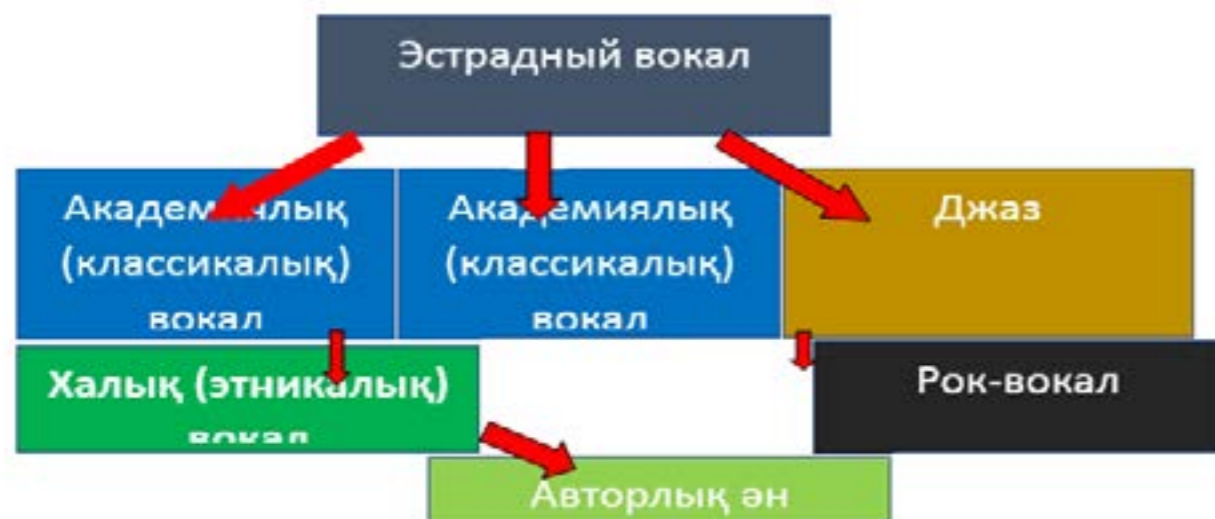 Эстрадный вокал
Академиялық
(классикалық)
вокал
Академиялық
(классикалық)
вокал
Джаз
Халық (этникалық)
вокал
Рок-вокал
Авторлық ән